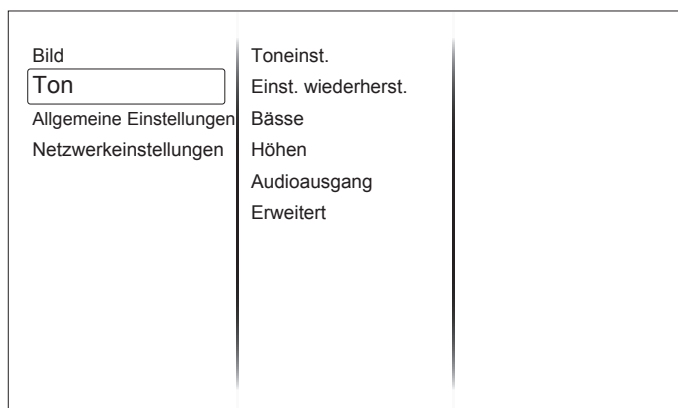 Bild
Ton
Allgemeine Einstellungen
Netzwerkeinstellungen
Toneinst.
Einst. wiederherst.
Bässe
Höhen
Audioausgang
Erweitert